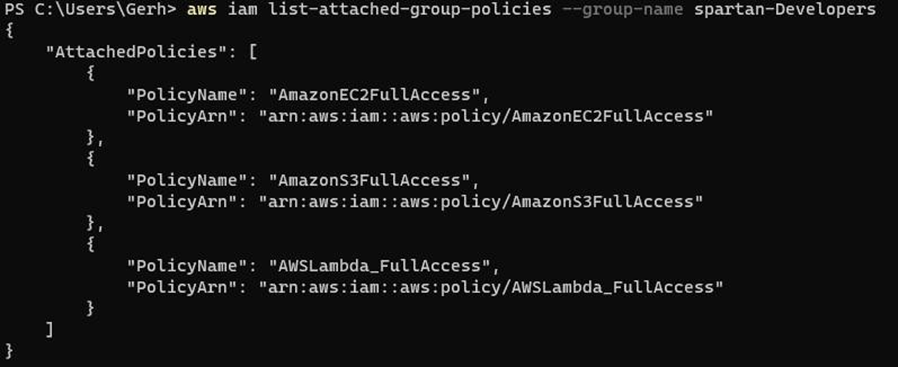 PS C:\Users\Gerh> aws iam list-attached-group-policies --group-name spartan-Developers
{
    "AttachedPolicies": [
        {
            "PolicyName": "AmazonEC2FullAccess",
            "PolicyArn": "arn:aws:iam::aws:policy/AmazonEC2FullAccess"
        },
        {
            "PolicyName": "AmazonS3FullAccess",
            "PolicyArn": "arn:aws:iam::aws:policy/AmazonS3FullAccess"
        },
        {
            "PolicyName": "AWSLambda_FullAccess",
            "PolicyArn": "arn:aws:iam::aws:policy/AWSLambda_FullAccess"
        }
    ]
}